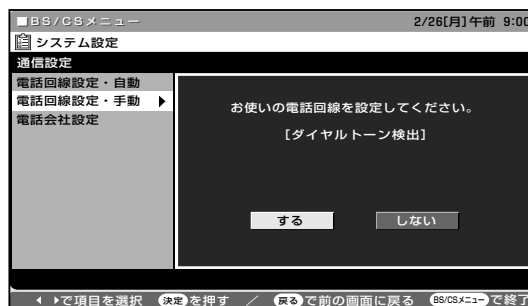 ■BS/CSメニュー
2/26[月]午前 9:00
システム設定
通信設定
電話回線設定・自動
電話回線設定・手動
電話会社設定
お使いの電話回線を設定してください。
[ダイヤルトーン検出]
する
しない
で項目を選択 決定を押す / 戻るで前の画面に戻る BS/CSメニューで終了